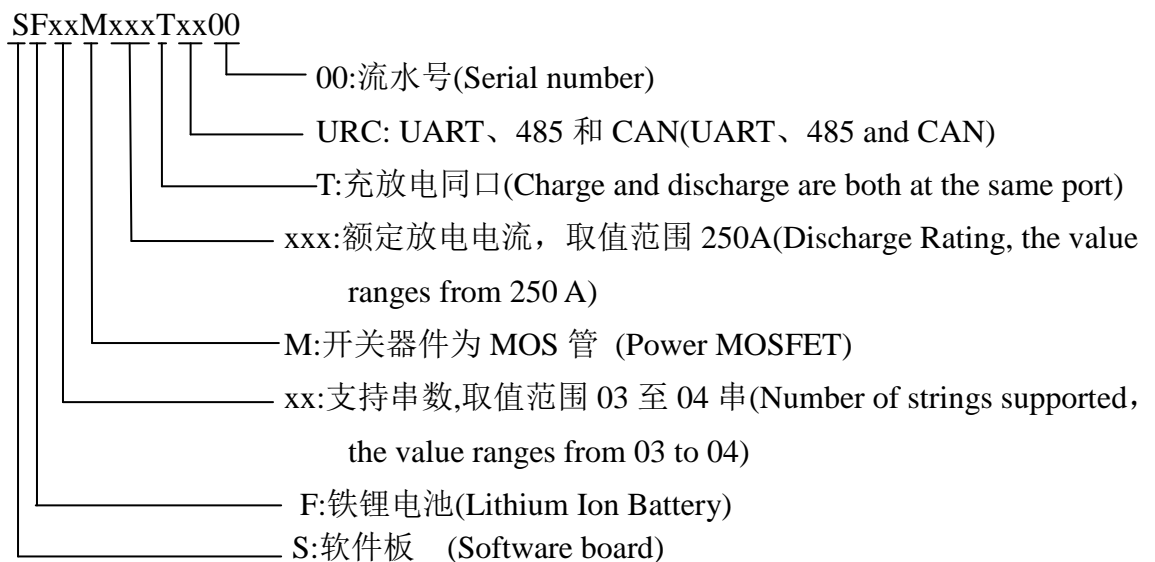 SFxxMxxxTxx00
00:流水号(Serial number)
URC: UART、485 和 CAN(UART、485 and CAN)
T:充放电同口(Charge and discharge are both at the same port)
xxx:额定放电电流，取值范围 250A(Discharge Rating, the value
ranges from 250 A)
M:开关器件为 MOS 管 (Power MOSFET)
xx:支持串数,取值范围 03 至 04 串(Number of strings supported，
the value ranges from 03 to 04)
F:铁锂电池(Lithium Ion Battery)
S:软件板 (Software board)